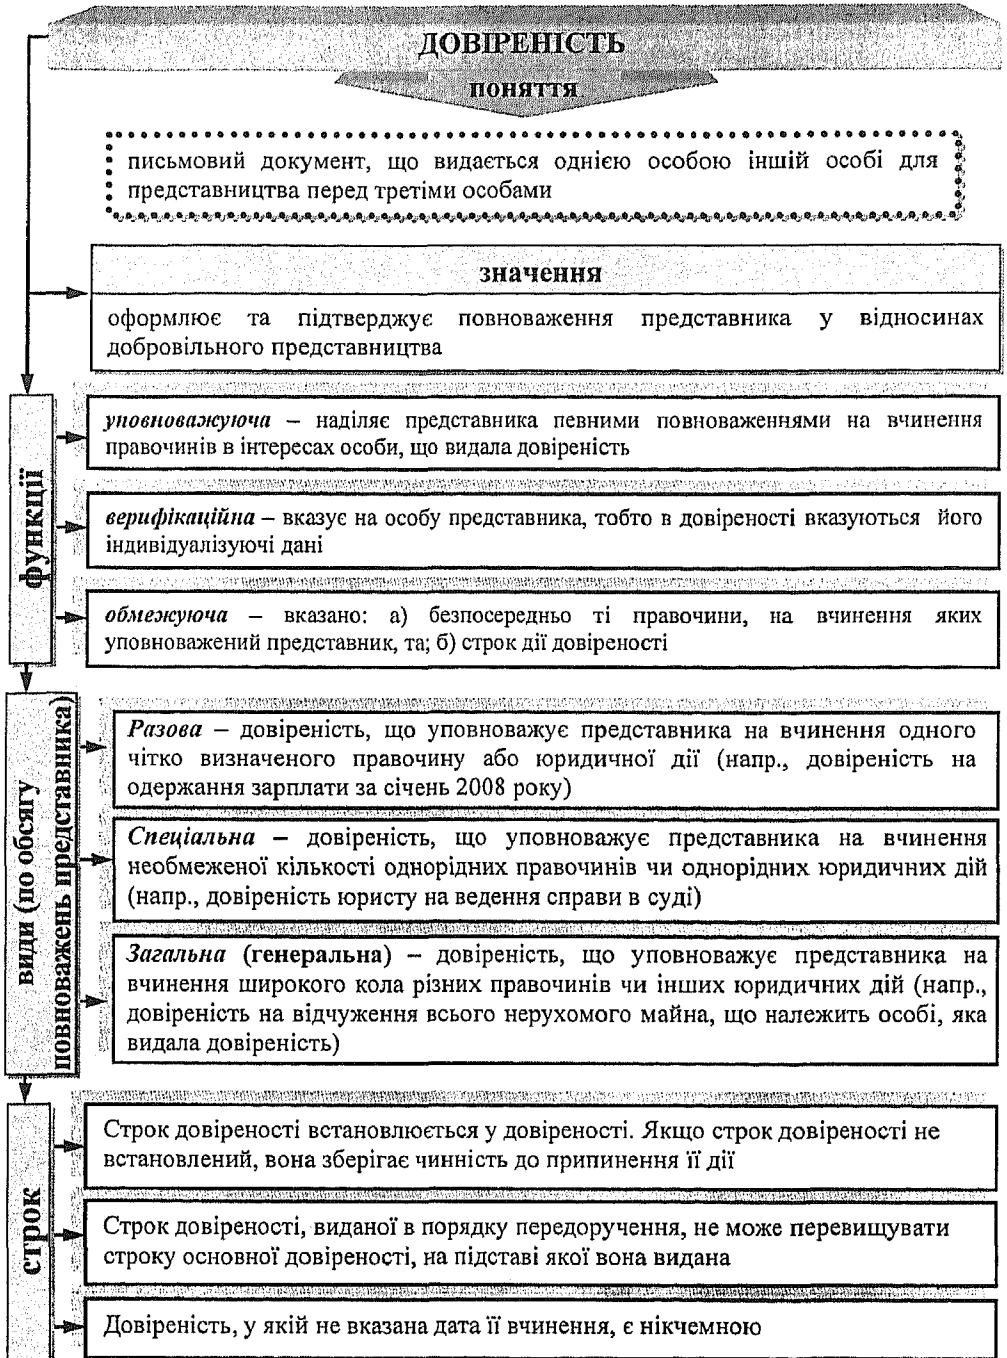 ДОВІРЕНІСТЬ
поняття
письмовий документ, що видається однією особою іншій особі для
представництва перед третіми особами
значення
оформлює та підтверджує повноваження представника у відносинах
добровільного представництва
функції
уповноважуюча – наділяє представника певними повноваженнями на вчинення
правочинів в інтересах особи, що видала довіреність
верифікаційна – вказує на особу представника, тобто в довіреності вказуються його
індивідуалізуючі дані
обмежуюча – вказано: а) безпосередньо ті правочини, на вчинення яких
уповноважений представник, та; б) строк дії довіреності
види (по обсягу
повноважень представника)
Разова – довіреність, що уповноважує представника на вчинення одного
чітко визначеного правочину або юридичної дії (напр., довіреність на
одержання зарплати за січень 2008 року)
Спеціальна – довіреність, що уповноважує представника на вчинення
необмеженої кількості однорідних правочинів чи однорідних юридичних дій
(напр., довіреність юристу на ведення справи в суді)
Загальна (генеральна) – довіреність, що уповноважує представника на
вчинення широкого кола різних правочинів чи інших юридичних дій (напр.,
довіреність на відчуження всього нерухомого майна, що належить особі, яка
видала довіреність)
строк
Строк довіреності встановлюється у довіреності. Якщо строк довіреності не
встановлений, вона зберігає чинність до припинення її дії
Строк довіреності, виданої в порядку передоручення, не може перевищувати
строку основної довіреності, на підставі якої вона видана
Довіреність, у якій не вказана дата її вчинення, є нікчемною